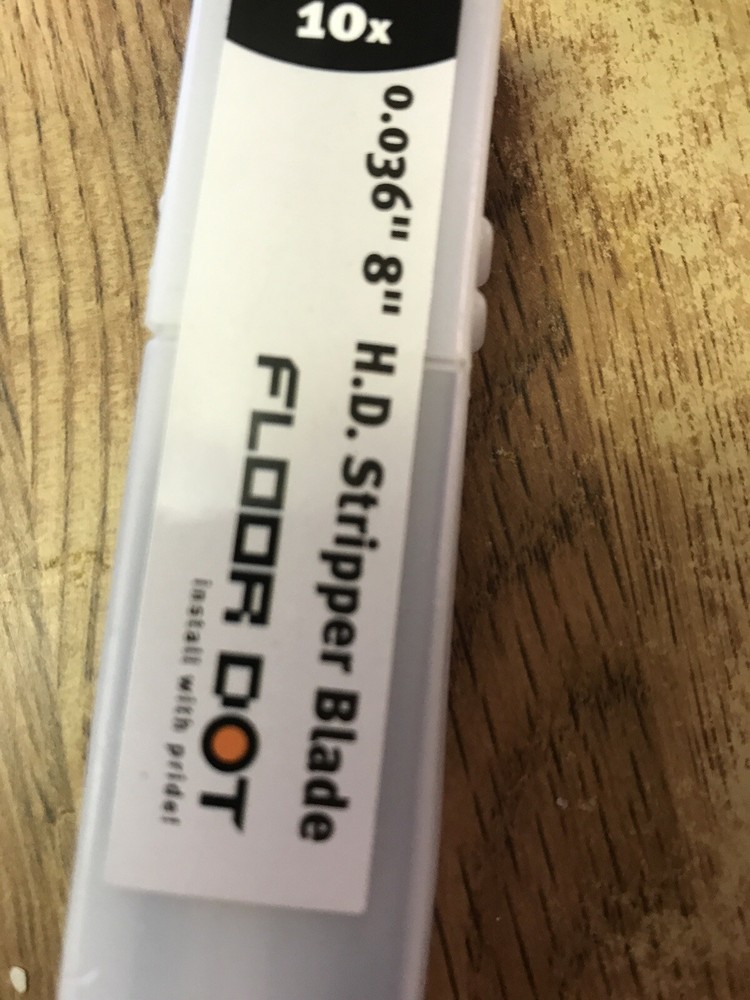 10x
0.036" 8" H.D. Stripper Blade
FLOOR DOT
install with pride!